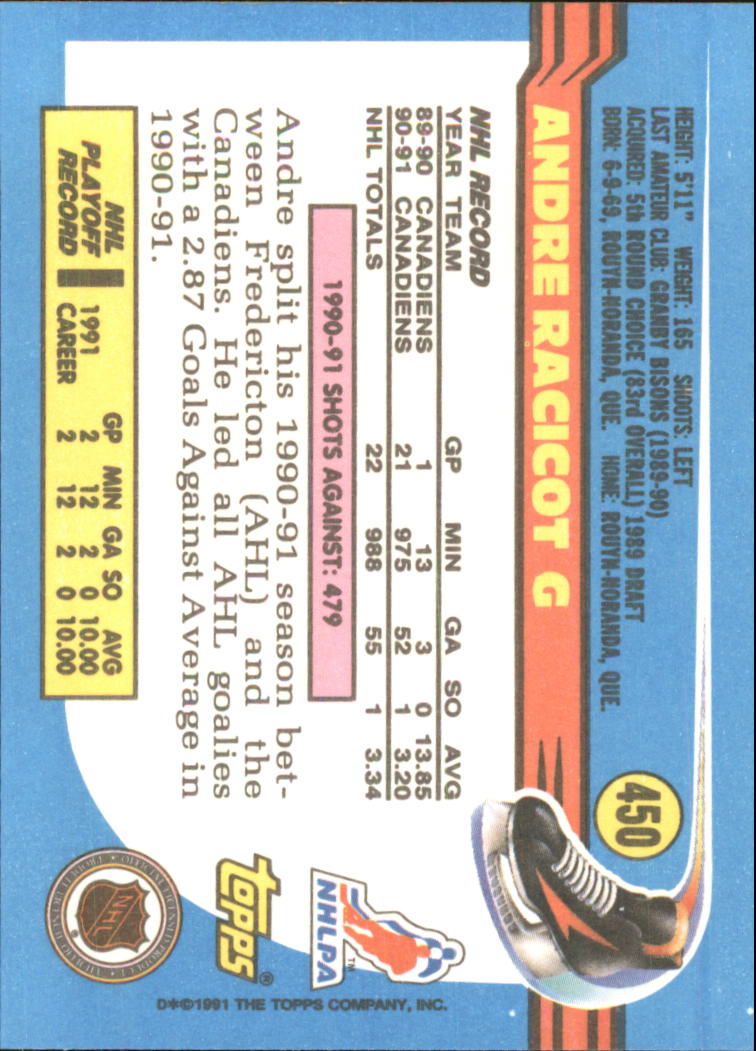 450
HEIGHT: 5'11" WEIGHT: 165 SHOOTS: LEFT
LAST AMATEUR CLUB: GRANBY BISONS (1989-90)
ACQUIRED: 5th ROUND CHOICE (83rd OVERALL) 1989 DRAFT
BORN: 6-9-69, ROUYN-NORANDA, QUE. HOME: ROUYN-NORANDA, QUE.
ANDRE RACICOT G
NHL RECORD
YEAR TEAM GP MIN GA SO AVG
89-90 CANADIENS 1 13 3 0 13.85
90-91 CANADIENS 21 975 52 1 3.20
NHL TOTALS 22 988 55 1 3.34
1990-91 SHOTS AGAINST: 479
Andre split his 1990-91 season bet-
ween Fredericton (AHL) and the
Canadiens. He led all AHL goalies
with a 2.87 Goals Against Average in
1990-91.
NHL PLAYOFF RECORD
GP MIN GA SO AVG
1991 2 12 2 0 10.00
CAREER 2 12 2 0 10.00
NHLPA
TM
TOPPS
®
NHL
D✱©1991 THE TOPPS COMPANY, INC.